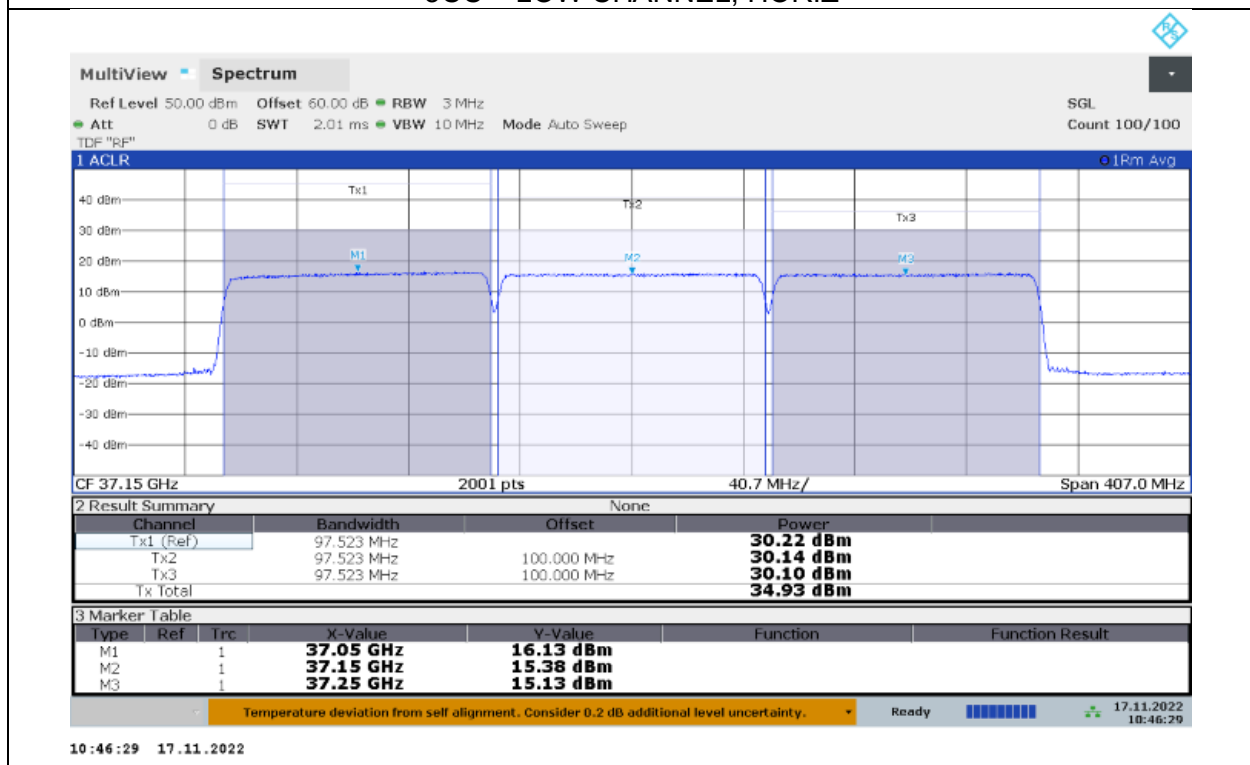 MultiView Spectrum
Ref Level 50.00 dBm Offset 60.00 dB RBW 3 MHz SGL
Att 0 dB SWT 2.01 ms VBW 10 MHz Mode Auto Sweep Count 100/100
TDF "RF"
1 ACLR 1Rm Avg
Tx1
40 dBm Tx2
Tx3
30 dBm
M1 M2 M3
20 dBm
10 dBm
0 dBm
-10 dBm
-20 dBm
-30 dBm
-40 dBm
CF 37.15 GHz 2001 pts 40.7 MHz/ Span 407.0 MHz
2 Result Summary None
Channel Bandwidth Offset Power
Tx1 (Ref) 97.523 MHz 30.22 dBm
Tx2 97.523 MHz 100.000 MHz 30.14 dBm
Tx3 97.523 MHz 100.000 MHz 30.10 dBm
Tx Total 34.93 dBm
3 Marker Table
Type Ref Trc X-Value Y-Value Function Function Result
M1 1 37.05 GHz 16.13 dBm
M2 1 37.15 GHz 15.38 dBm
M3 1 37.25 GHz 15.13 dBm
Temperature deviation from self alignment. Consider 0.2 dB additional level uncertainty. Ready 17.11.2022
10:46:29
10:46:29 17.11.2022